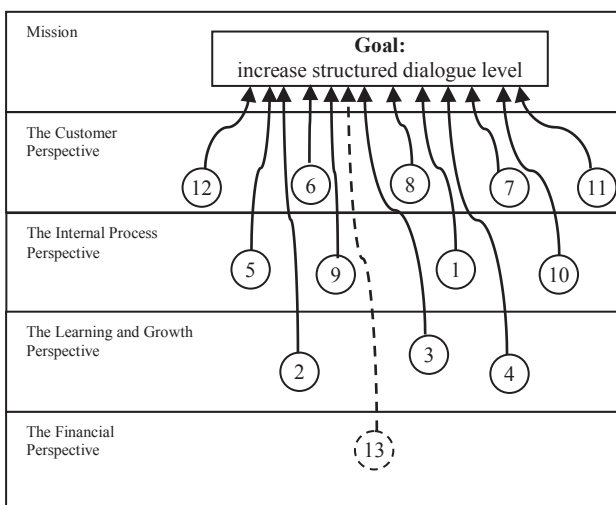 Mission
Goal:
increase structured dialogue level
The Customer
Perspective
12
6
8
7
11
The Internal Process
Perspective
5
9
1
10
The Learning and Growth
Perspective
2
3
4
The Financial
Perspective
13